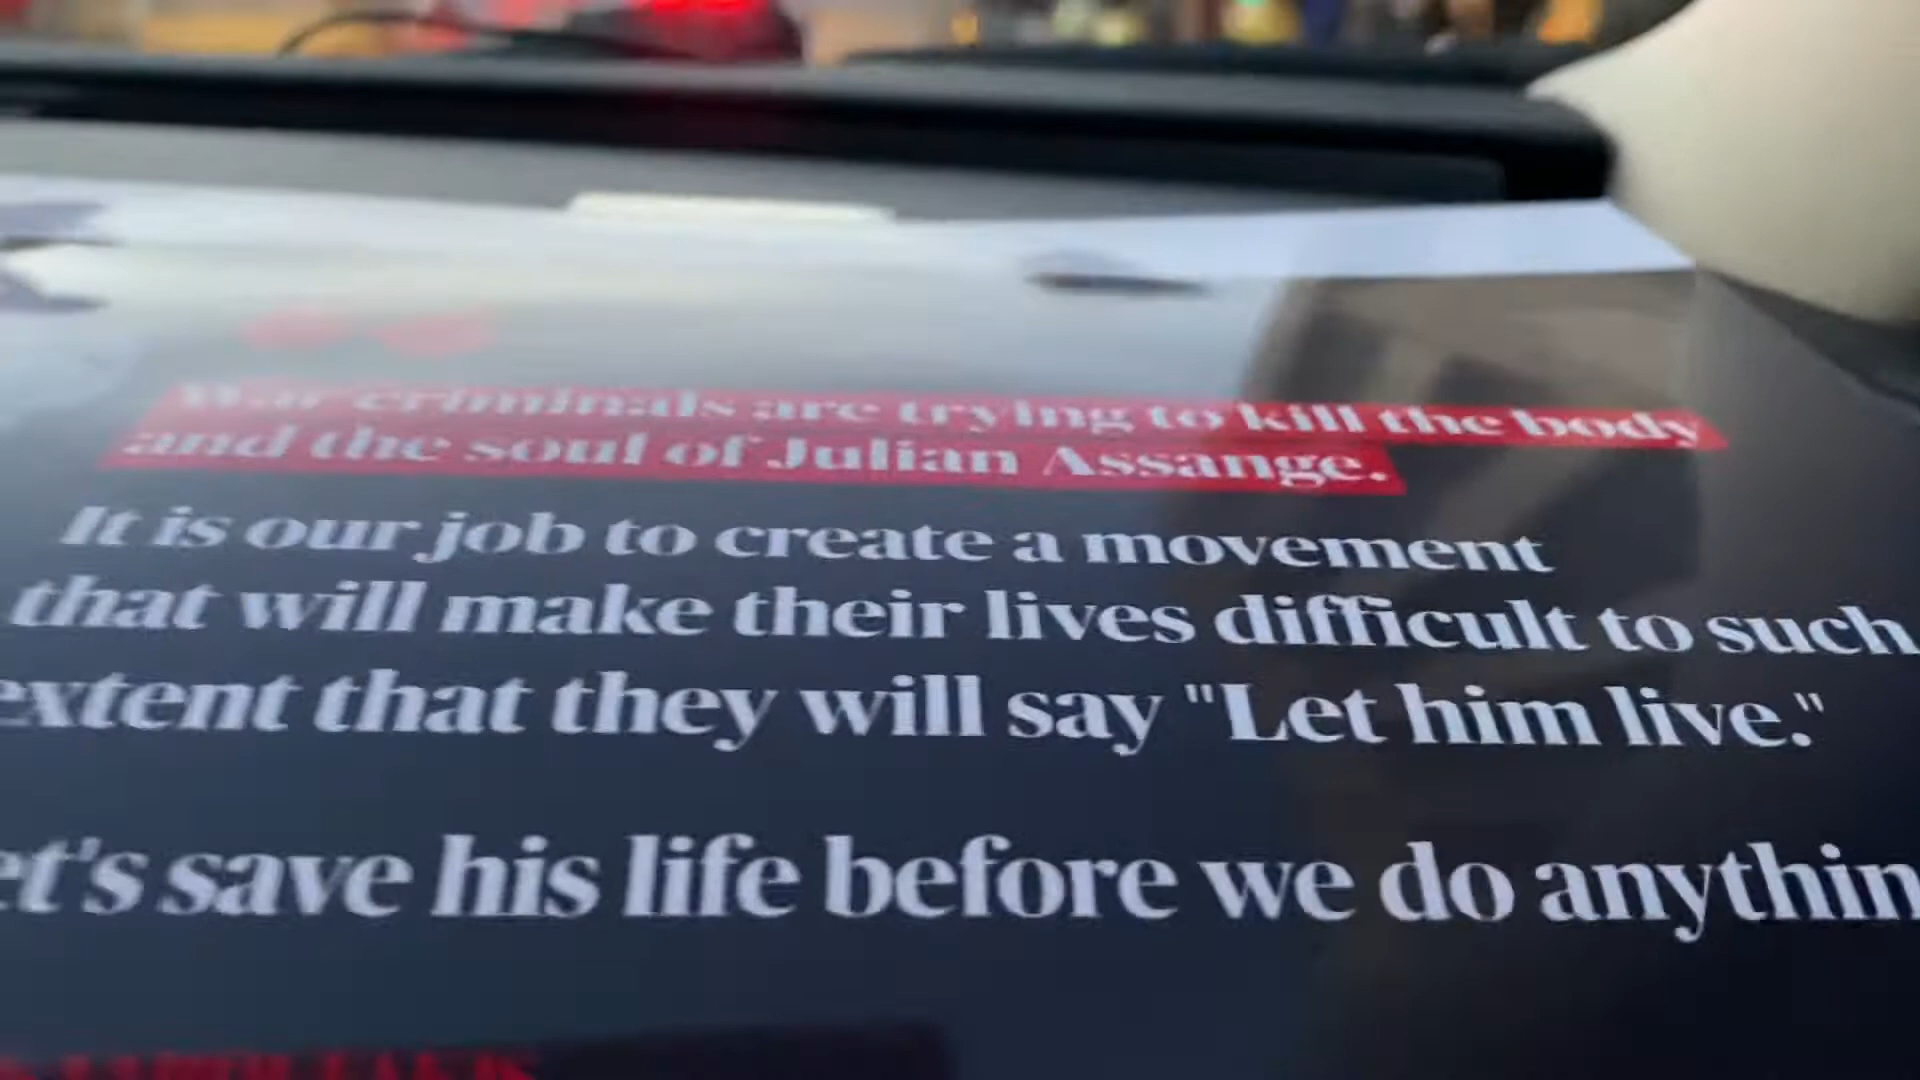 War criminals are trying to kill the body
and the soul of Julian Assange.
It is our job to create a movement
that will make their lives difficult to such
extent that they will say "Let him live."
et's save his life before we do anythin